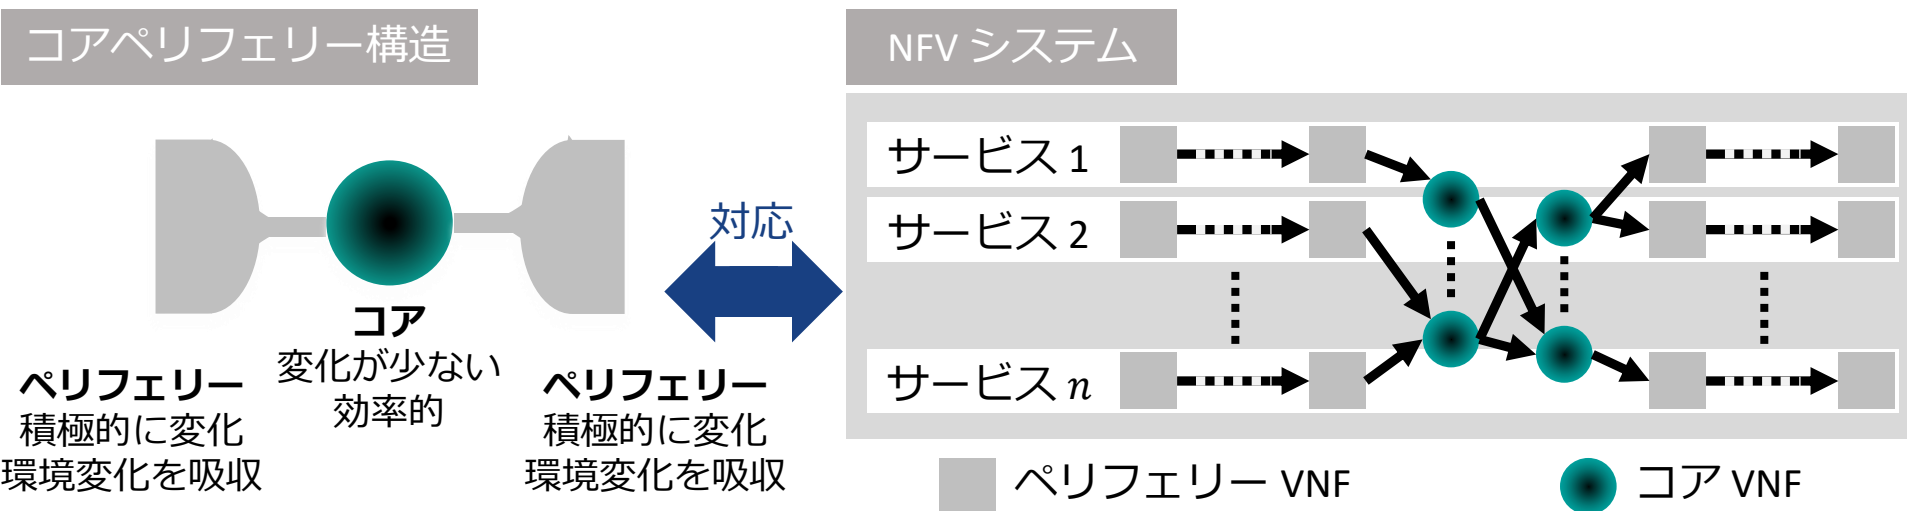 コアペリフェリー構造
コア
変化が少ない
効率的
ペリフェリー
積極的に変化
環境変化を吸収
ペリフェリー
積極的に変化
環境変化を吸収
対応
NFV システム
サービス 1
サービス 2
サービス n
ペリフェリー VNF
コア VNF